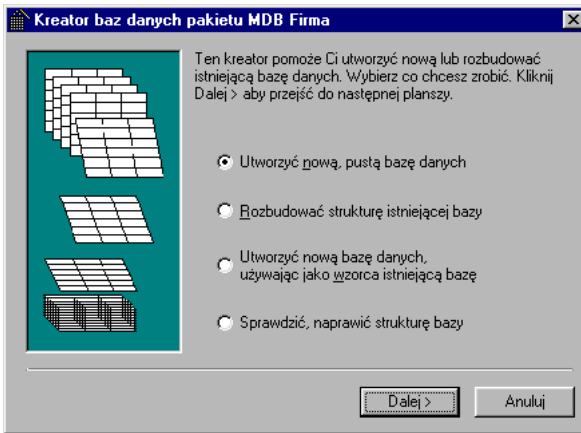 Kreator baz danych pakietu MDB Firma
Ten kreator pomoże Ci utworzyć nową lub rozbudować
istniejącą bazę danych. Wybierz co chcesz zrobić. Kliknij
Dalej > aby przejść do następnej planszy.
Utworzyć nową, pustą bazę danych
Rozbudować strukturę istniejącej bazy
Utworzyć nową bazę danych,
używając jako wzorca istniejącą bazę
Sprawdzić, naprawić strukturę bazy
Dalej >
Anuluj